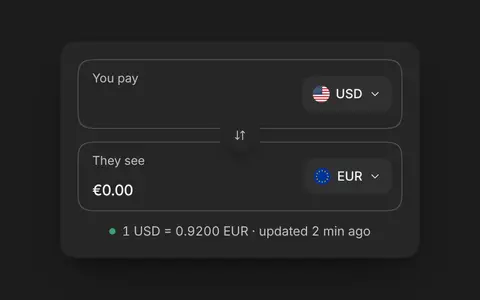 You pay
USD
They see
€0.00
EUR
1 USD = 0.9200 EUR · updated 2 min ago